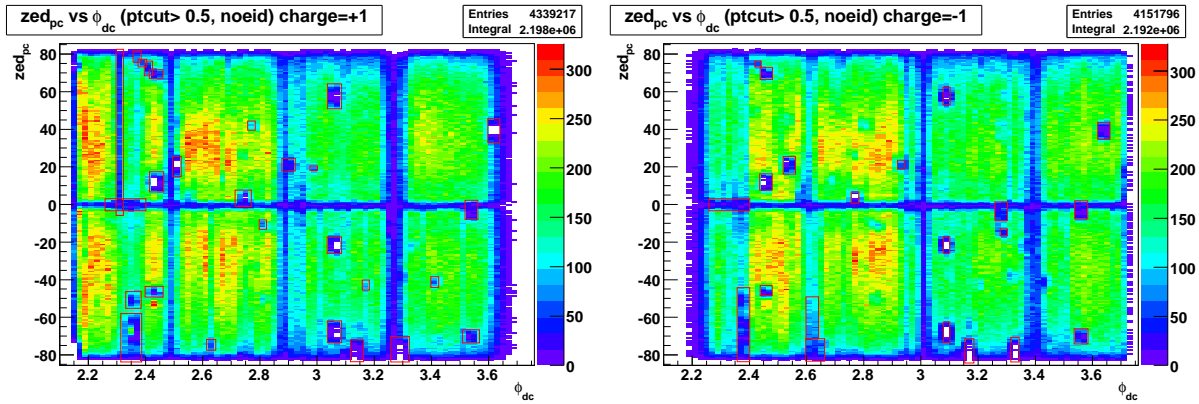 zed_pc vs ϕ_dc (ptcut> 0.5, noeid) charge=+1
Entries 4339217
Integral 2.198e+06
zed_pc
80
60
40
20
0
-20
-40
-60
-80
2.2 2.4 2.6 2.8 3 3.2 3.4 3.6
ϕ_dc
300
250
200
150
100
50
0
zed_pc vs ϕ_dc (ptcut> 0.5, noeid) charge=-1
Entries 4151796
Integral 2.192e+06
zed_pc
80
60
40
20
0
-20
-40
-60
-80
2.2 2.4 2.6 2.8 3 3.2 3.4 3.6
ϕ_dc
300
250
200
150
100
50
0